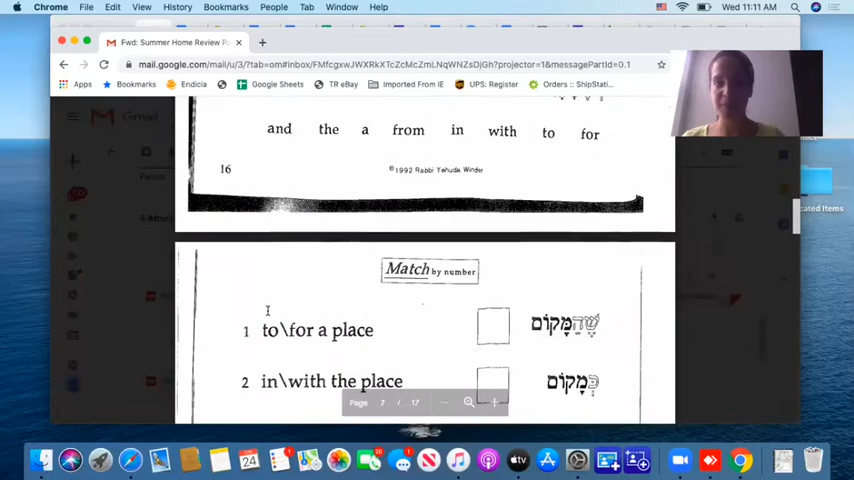 Chrome File Edit View History Bookmarks People Tab Window Help Wed 11:11 AM
Fwd: Summer Home Review P
mail.google.com/mail/u/3/?tab=om#inbox/FMfcgxwJWXRkXTcZcMcZmLNqWNZsDjGh?projector=1&messagePartId=0.1
Apps Bookmarks Endicia Google Sheets TR eBay Imported From IE UPS: Register Orders :: ShipStati...
Gmail
and the a from in with to for
16 ©1992 Rabbi Yehuda Winder
Match by number
1 to\for a place שֶׁהַמָּקוֹם
2 in\with the place כְּמָקוֹם
Page 7 / 17
cated Items